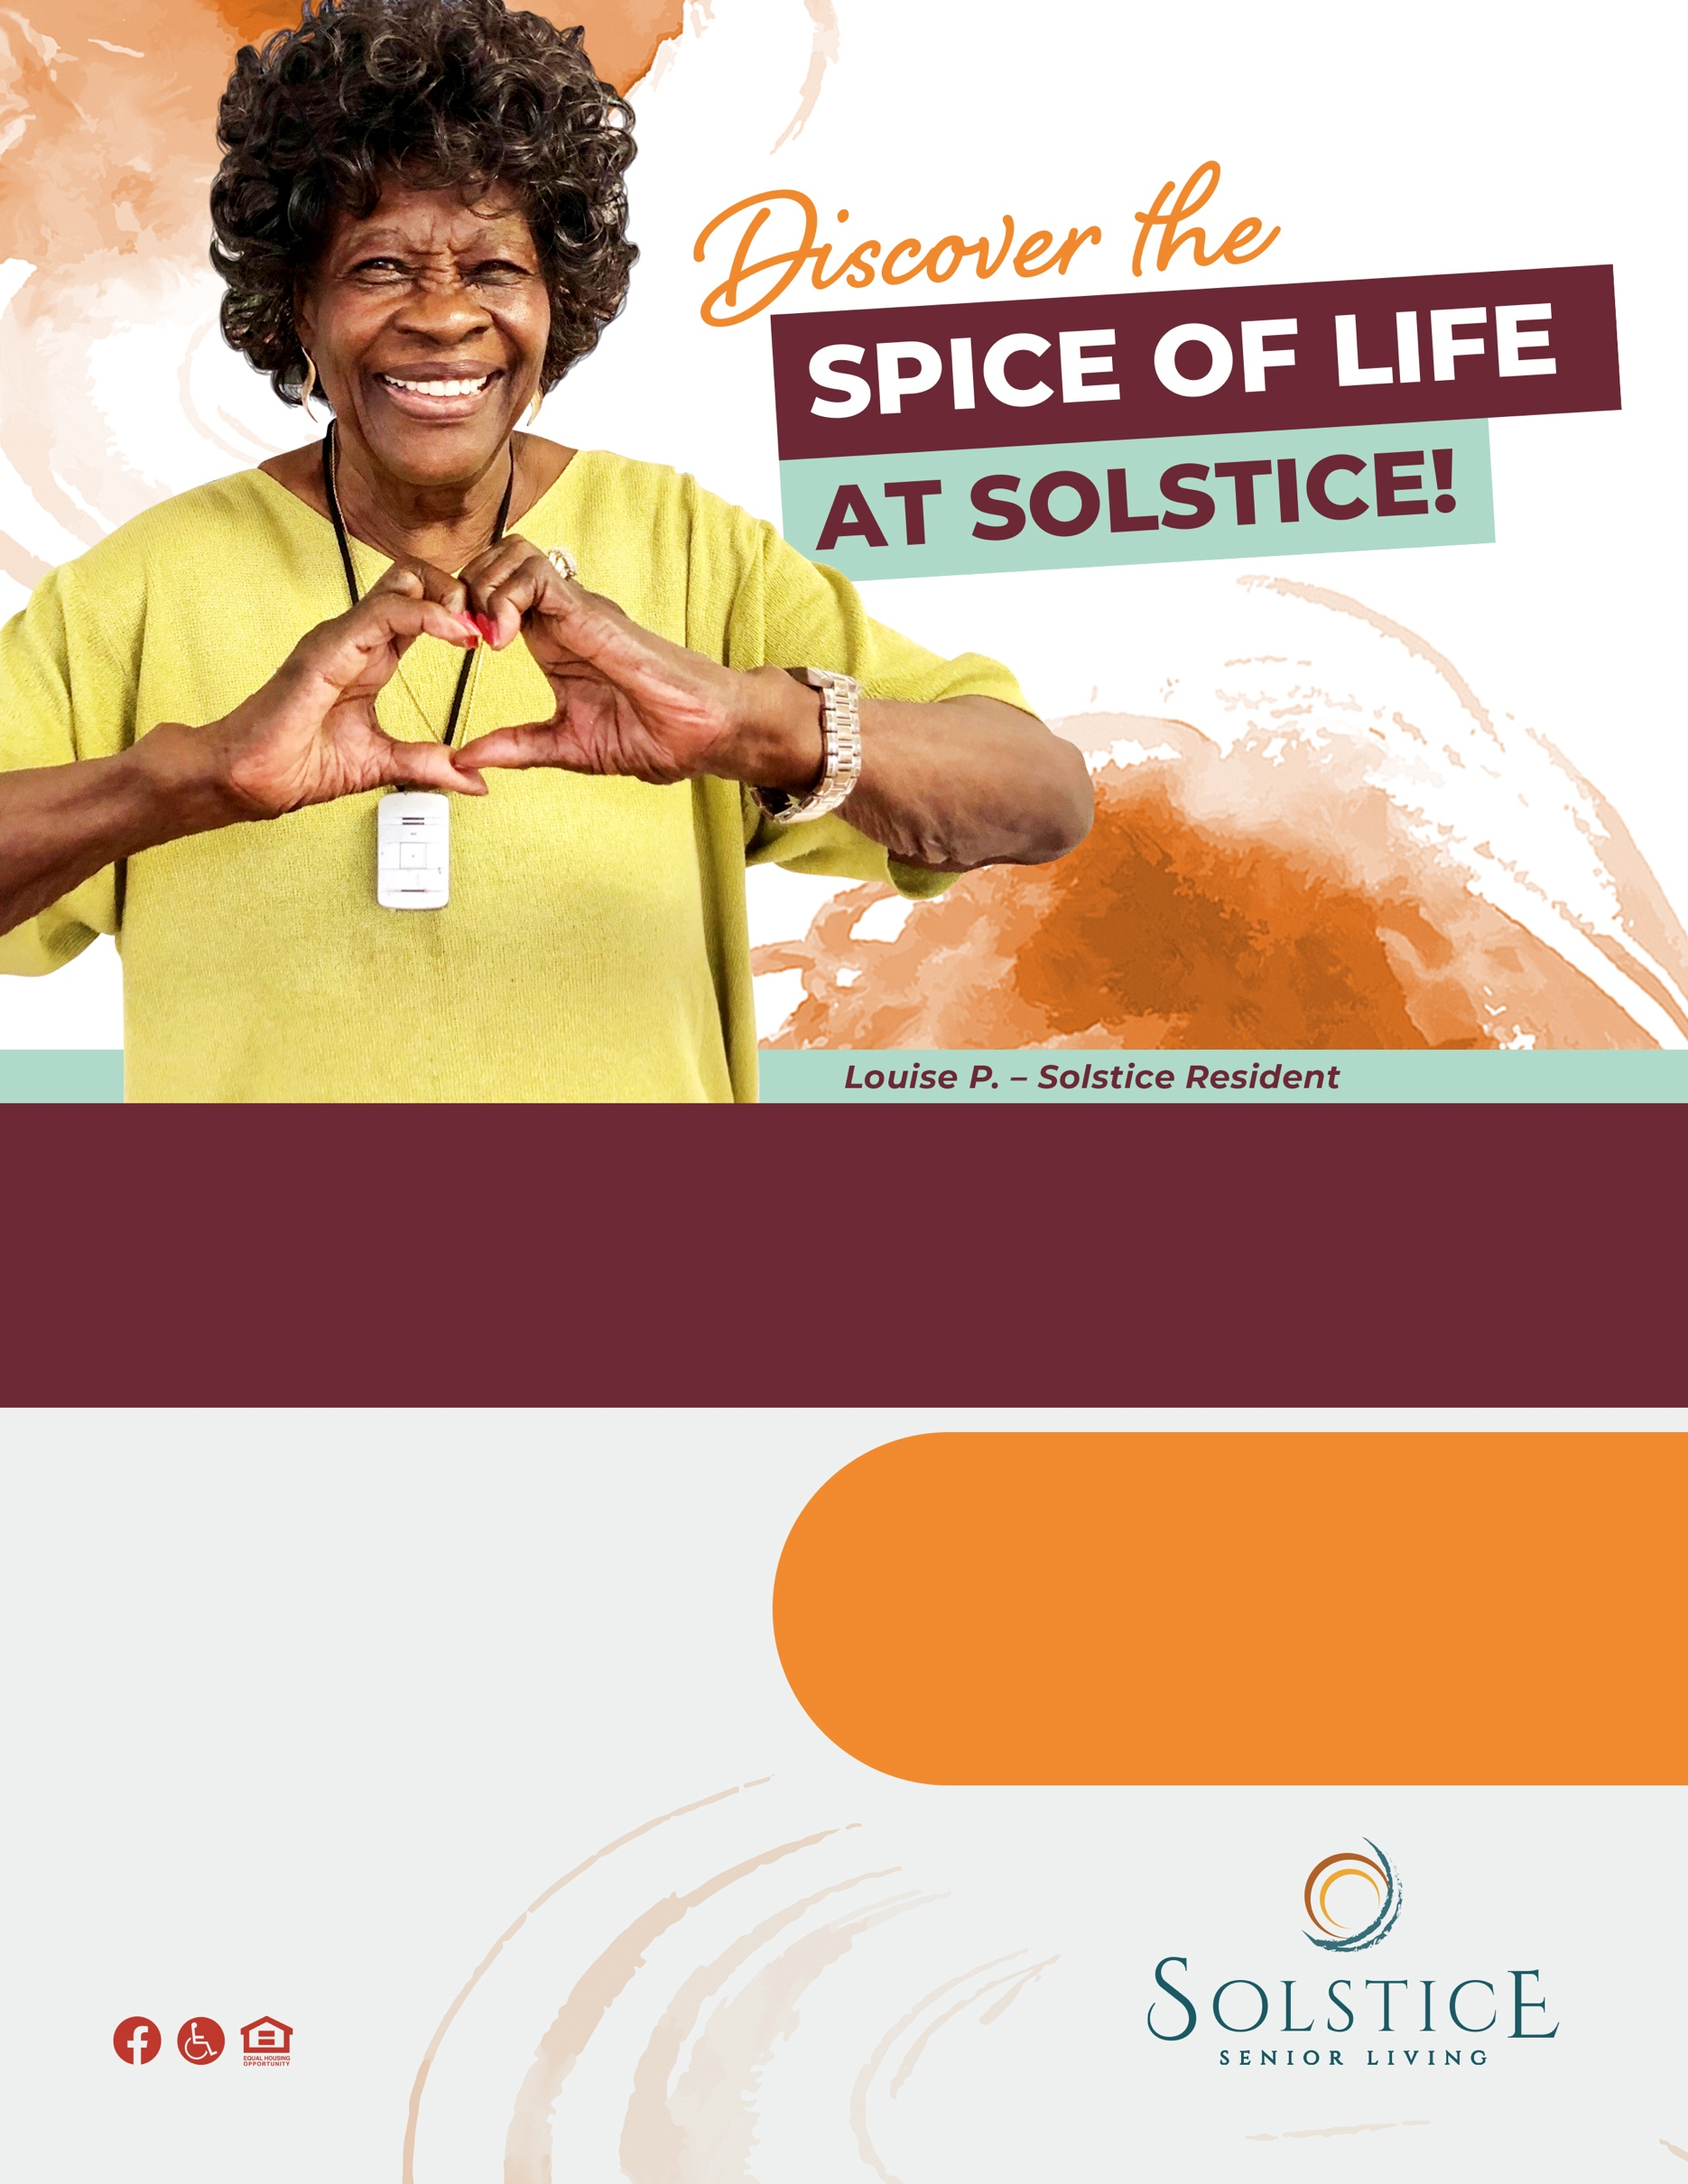 Discover the
SPICE OF LIFE
AT SOLSTICE!
Louise P. – Solstice Resident
EQUAL HOUSING
OPPORTUNITY
SOLSTICE
SENIOR LIVING